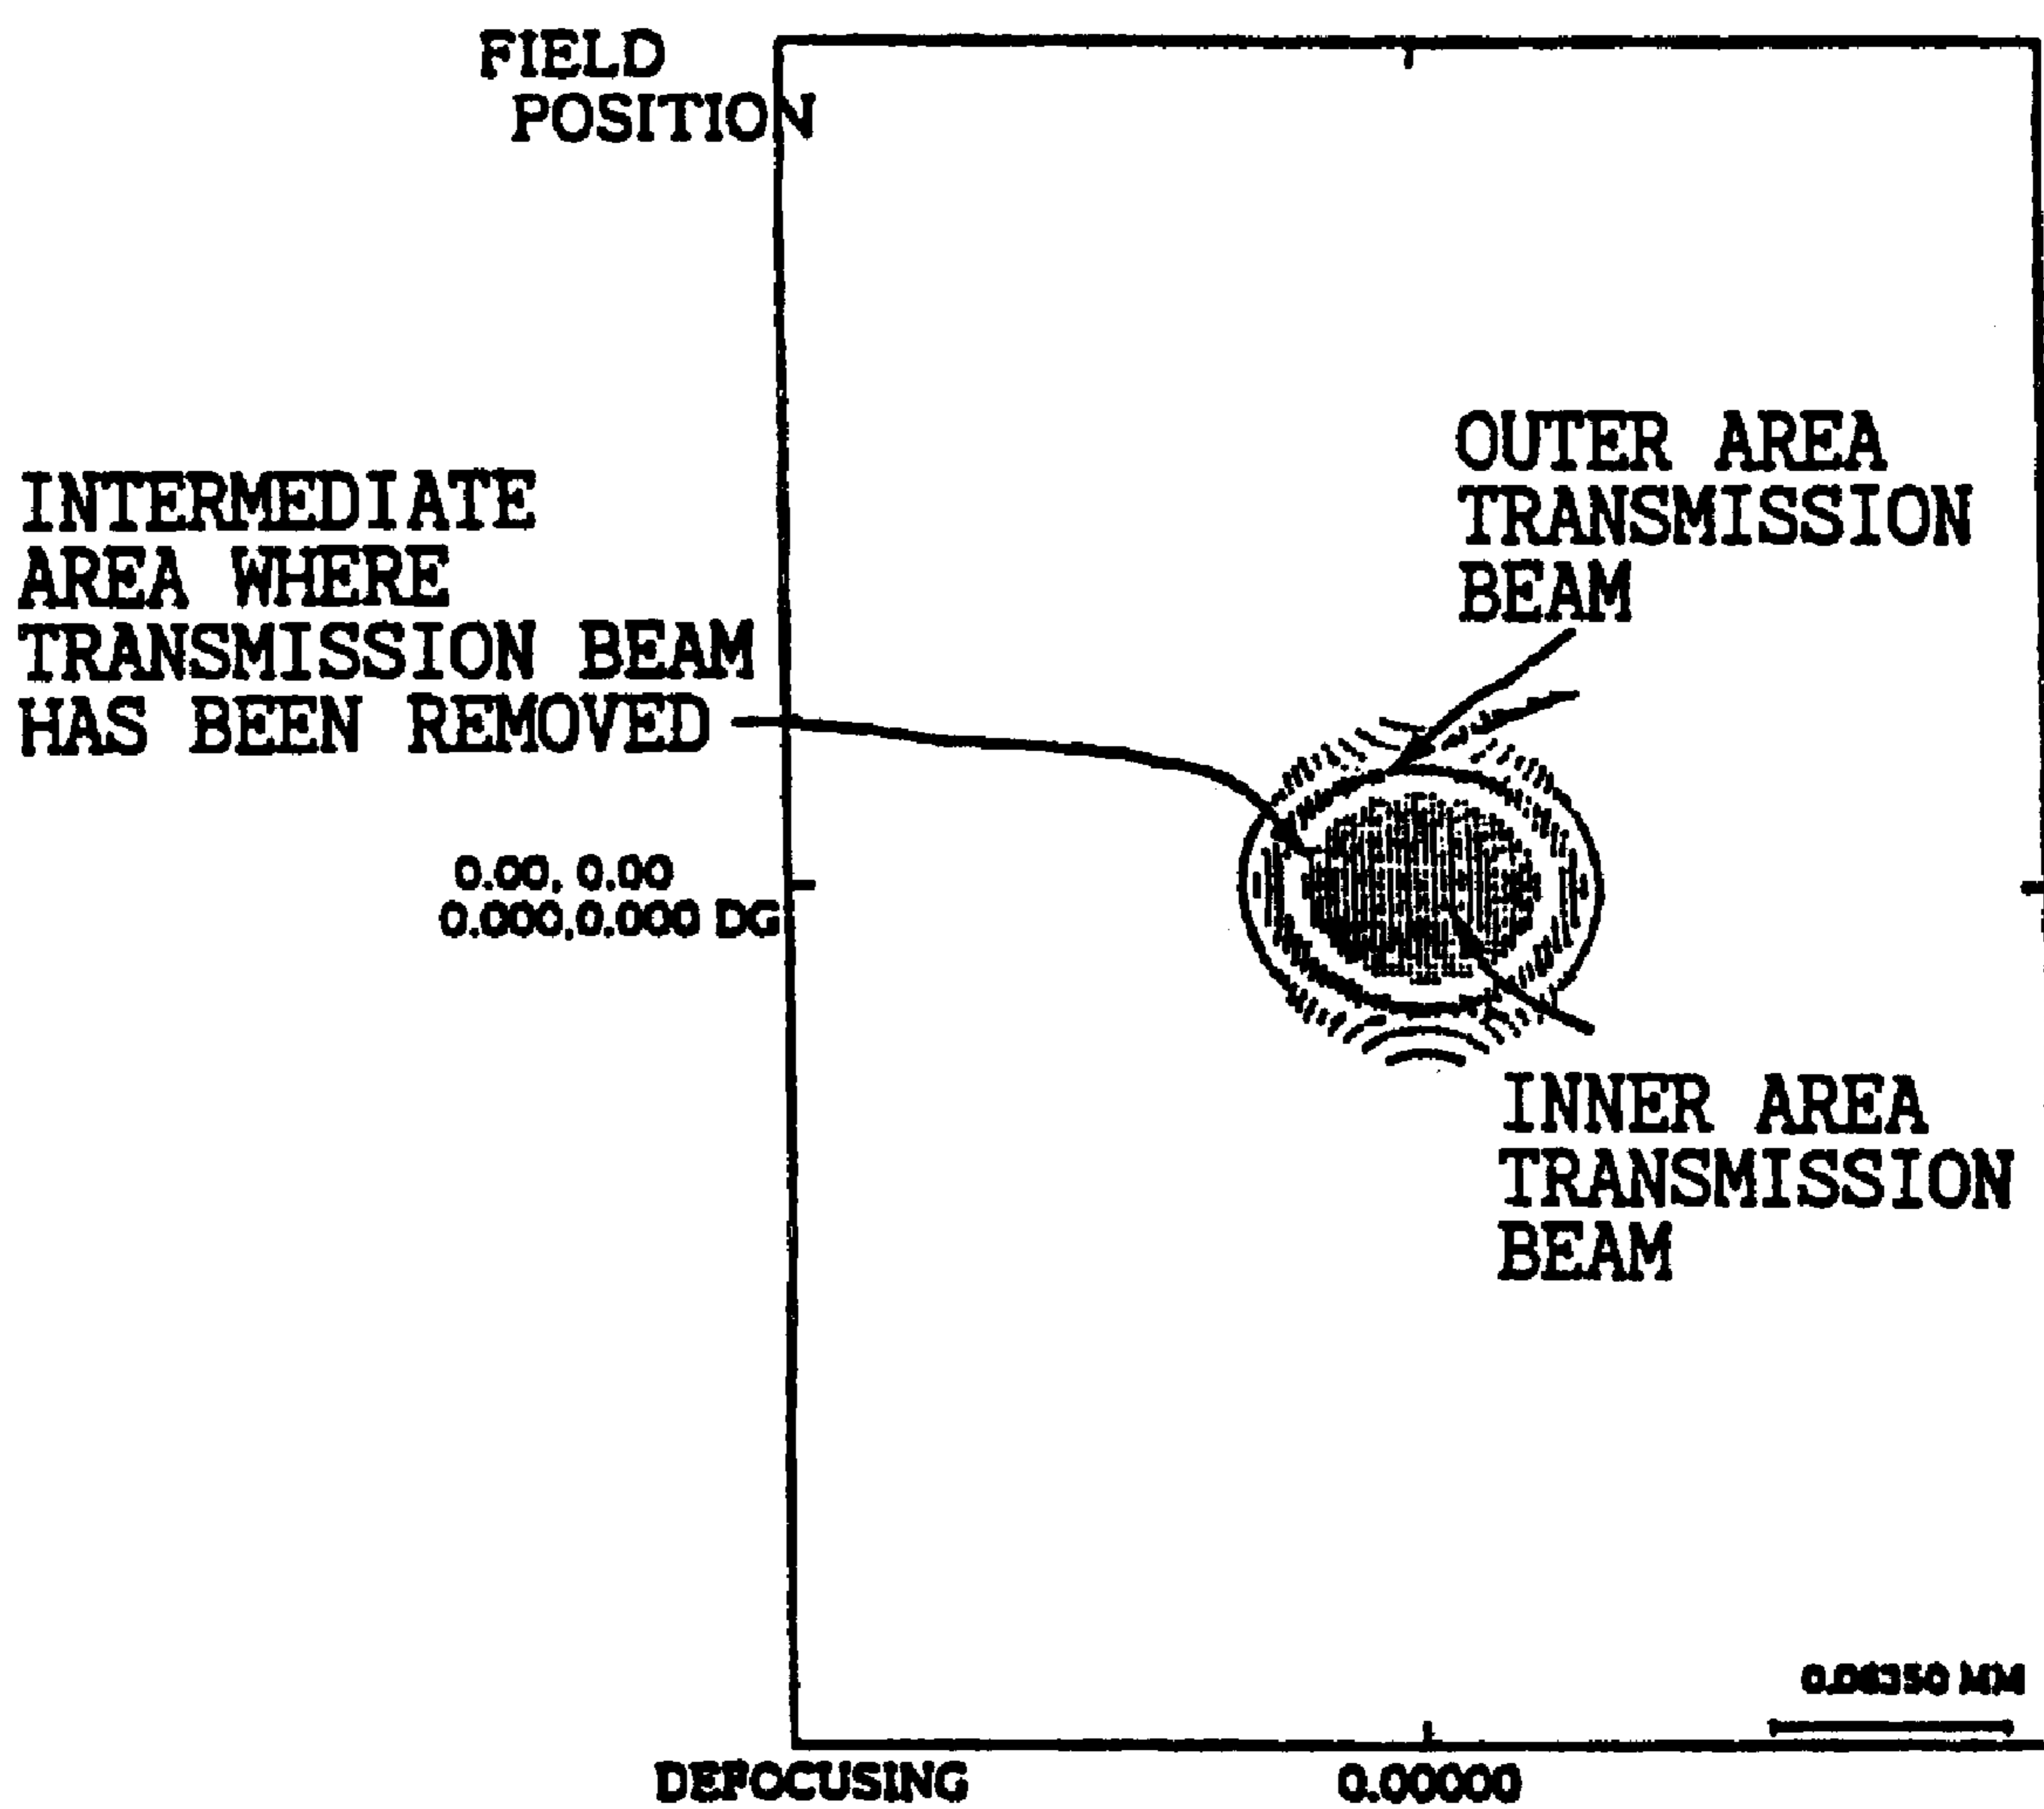 FIELD
POSITION
OUTER AREA
TRANSMISSION
BEAM
INTERMEDIATE
AREA WHERE
TRANSMISSION BEAM
HAS BEEN REMOVED
0.00, 0.00
0.000,0.000 DG
INNER AREA
TRANSMISSION
BEAM
MM
DEFOCUSING
0.00000